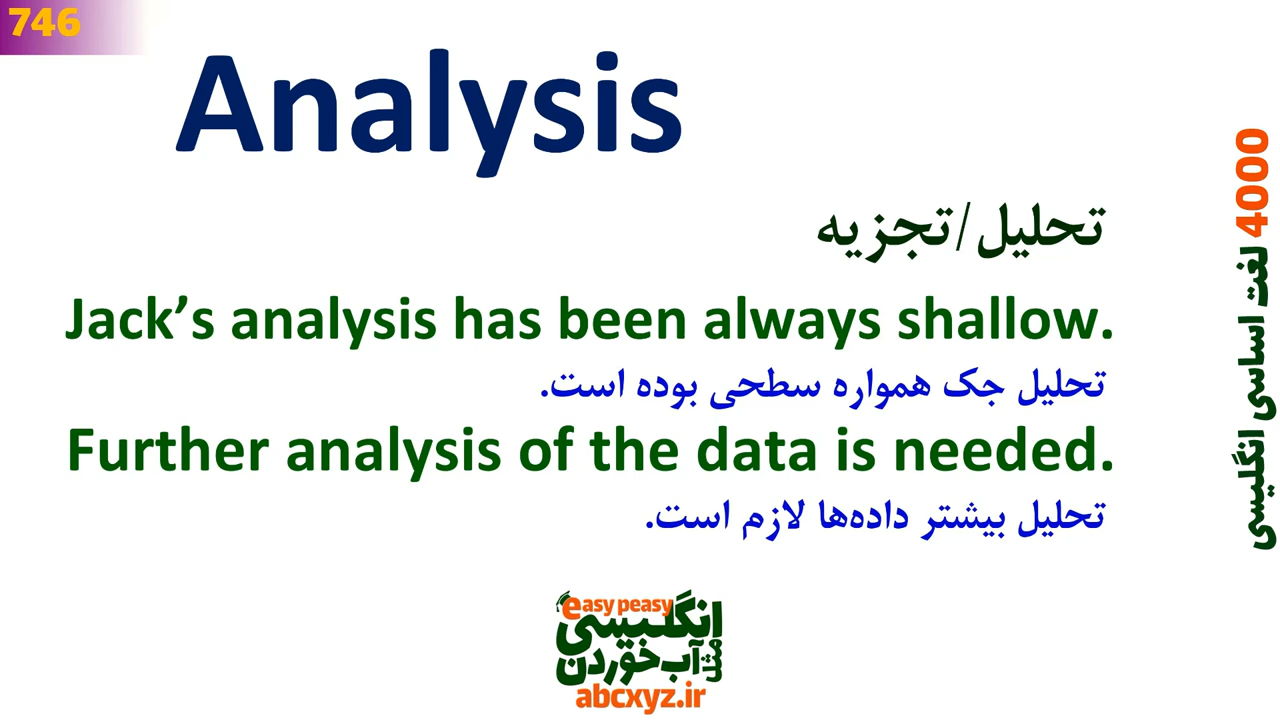 746
Analysis
تحلیل/تجزیه
Jack’s analysis has been always shallow.
تحلیل جک همواره سطحی بوده است.
Further analysis of the data is needed.
تحلیل بیشتر داده‌ها لازم است.
4000 لغت اساسی انگلیسی
easy peasy
انگلیسی
مثل
آب خوردن
abcxyz.ir